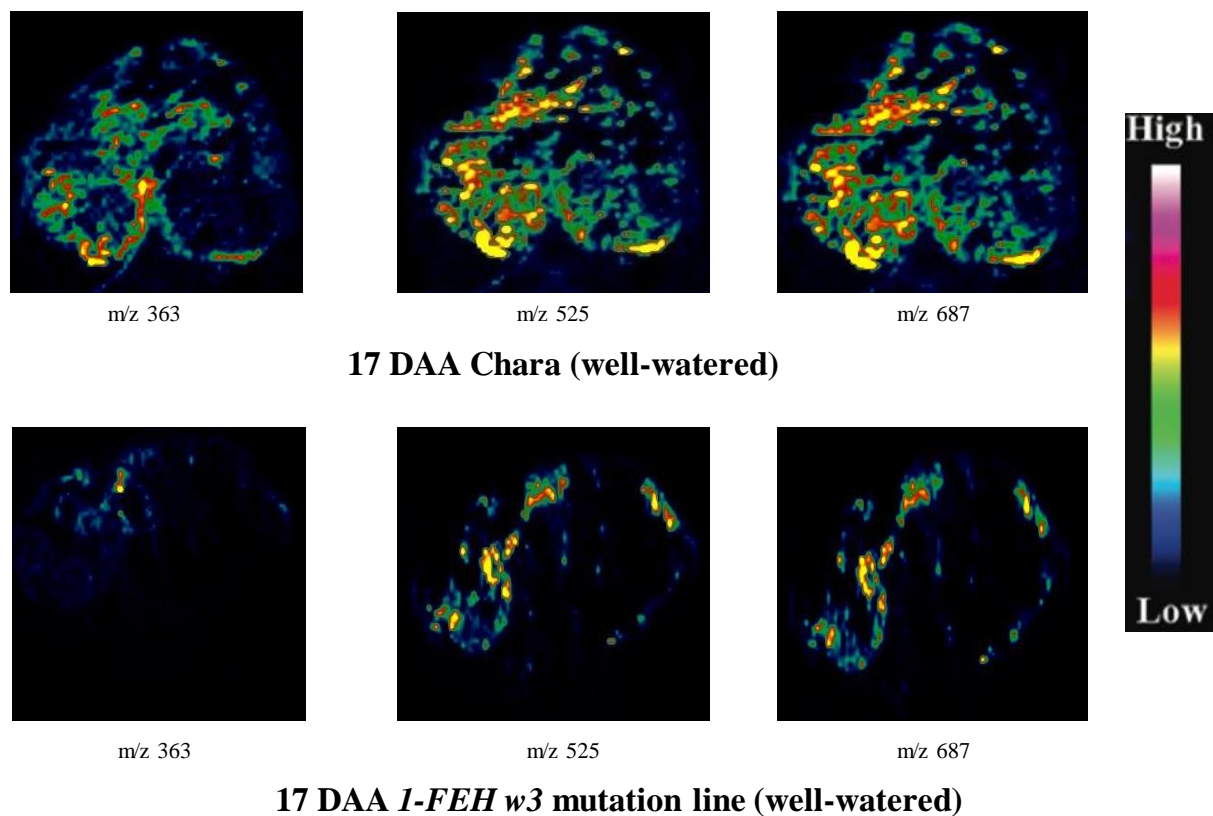 High
Low
m/z 363
m/z 525
m/z 687
17 DAA Chara (well-watered)
m/z 363
m/z 525
m/z 687
17 DAA 1-FEH w3 mutation line (well-watered)